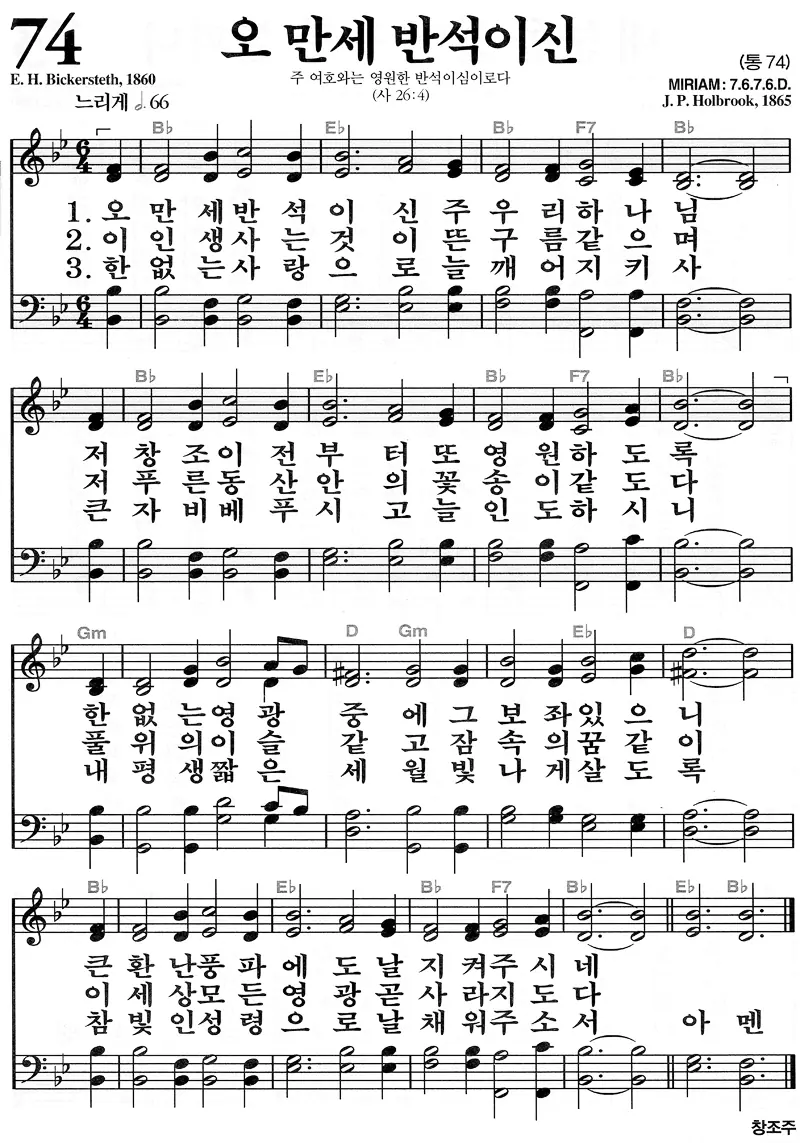 74
오 만세 반석이신
(통 74)
E. H. Bickersteth, 1860
주 여호와는 영원한 반석이심이로다
MIRIAM : 7.6.7.6.D.
느리게 𝅗𝅥. 66
(사 26:4)
J. P. Holbrook, 1865
B♭ E♭ B♭ F7 B♭
6/4
1. 오 만 세 반 석 이 신 주 우 리 하 나 님
2. 이 인 생 사 는 것 이 뜬 구 름 같 으 며
3. 한 없 는 사 랑 으 로 늘 깨 어 지 키 사
6/4
B♭ E♭ B♭ F7 B♭
저 창 조 이 전 부 터 또 영 원 하 도 록
저 푸 른 동 산 안 의 꽃 송 이 같 도 다
큰 자 비 베 푸 시 고 늘 인 도 하 시 니
Gm D Gm E♭ D
한 없 는 영 광 중 에 그 보 좌 있 으 니
풀 위 의 이 슬 같 고 잠 속 의 꿈 같 이
내 평 생 짧 은 세 월 빛 나 게 살 도 록
B♭ E♭ B♭ F7 B♭ E♭ B♭
큰 환 난 풍 파 에 도 날 지 켜 주 시 네
이 세 상 모 든 영 광 곧 사 라 지 도 다
참 빛 인 성 령 으 로 날 채 워 주 소 서 아 멘
창조주